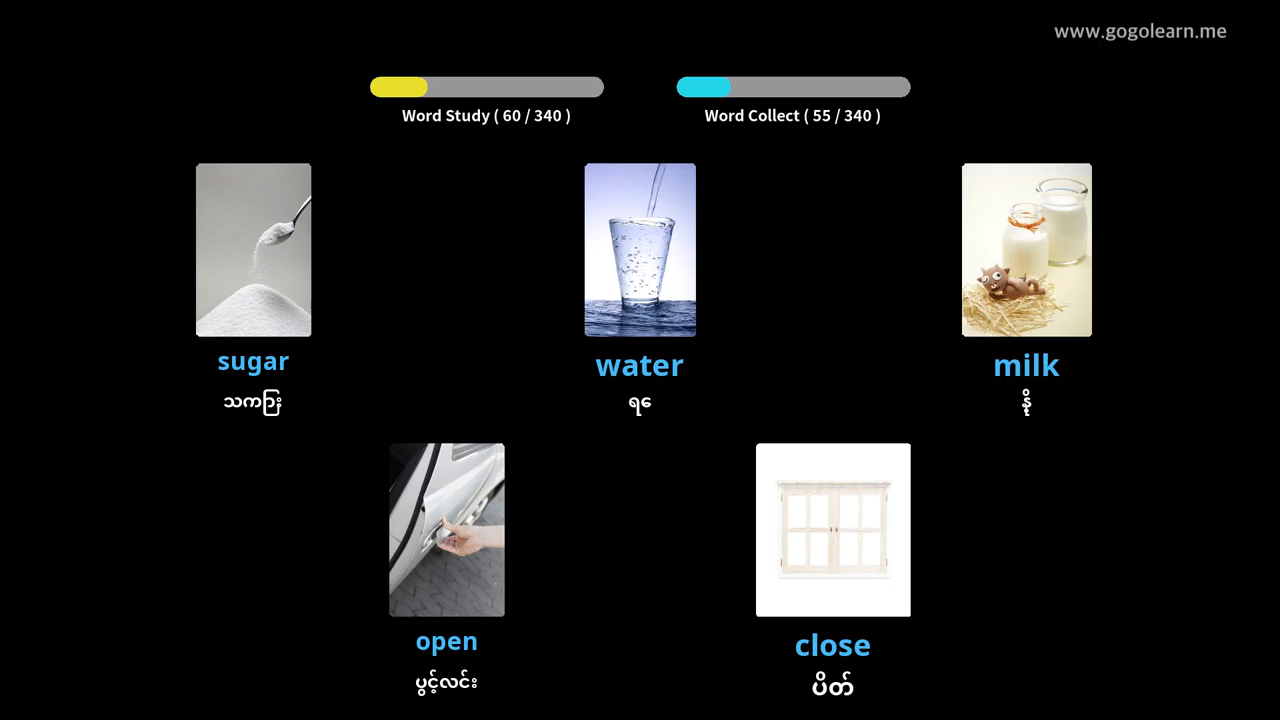 www.gogolearn.me
Word Study ( 60 / 340 )
Word Collect ( 55 / 340 )
sugar
water
milk
သကြား
ရေ
နို့
open
close
ပွင့်လင်း
ပိတ်